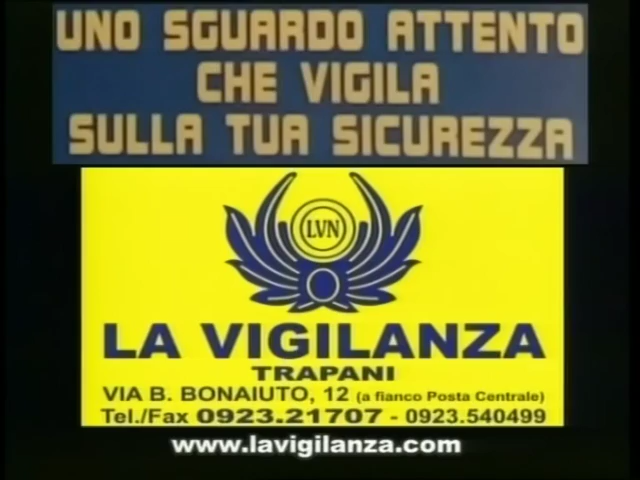 UNO SGUARDO ATTENTO
CHE VIGILA
SULLA TUA SICUREZZA
LVN
LA VIGILANZA
TRAPANI
VIA B. BONAIUTO, 12 (a fianco Posta Centrale)
Tel./Fax 0923.21707 - 0923.540499
www.lavigilanza.com